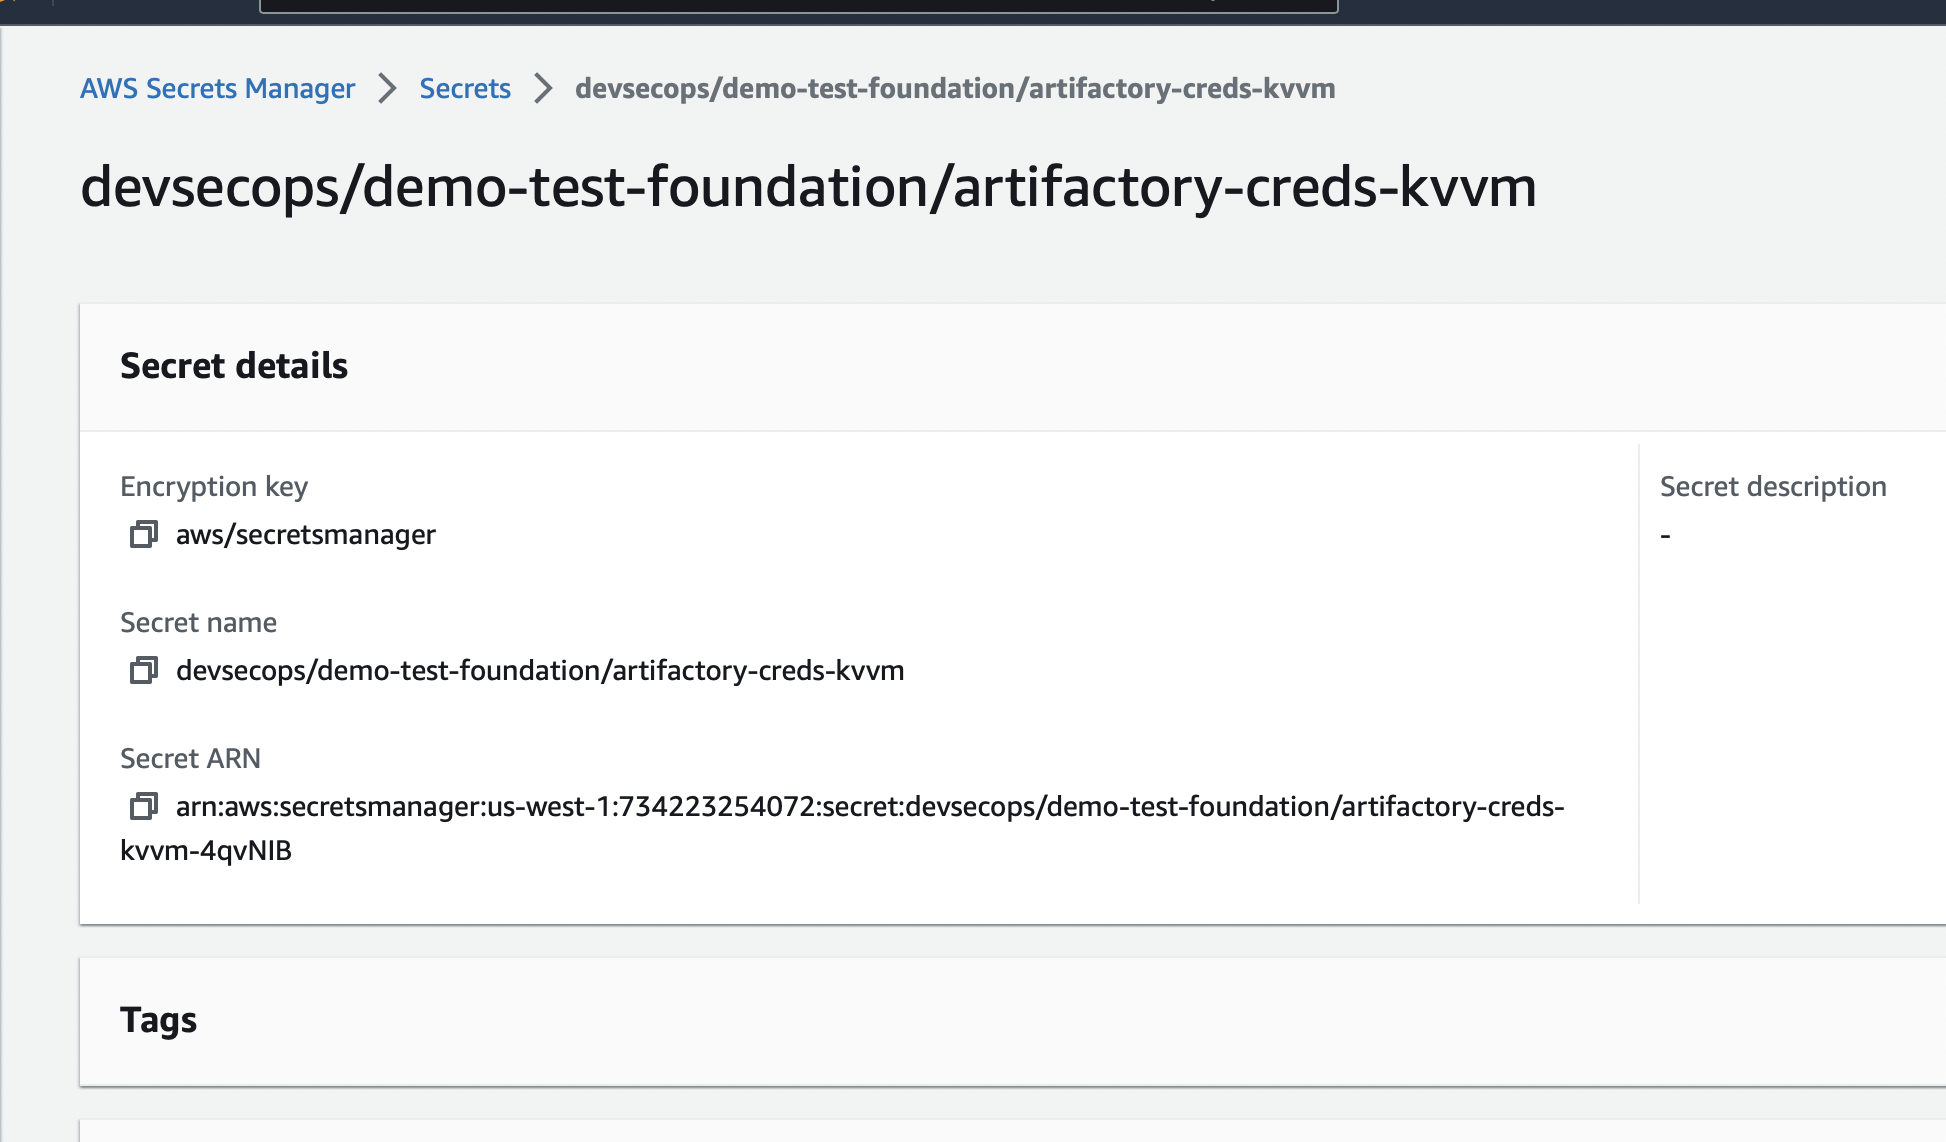 AWS Secrets Manager > Secrets > devsecops/demo-test-foundation/artifactory-creds-kvvm
devsecops/demo-test-foundation/artifactory-creds-kvvm
Secret details
Encryption key
aws/secretsmanager
Secret name
devsecops/demo-test-foundation/artifactory-creds-kvvm
Secret ARN
arn:aws:secretsmanager:us-west-1:734223254072:secret:devsecops/demo-test-foundation/artifactory-creds-
kvvm-4qvNIB
Secret description
-
Tags